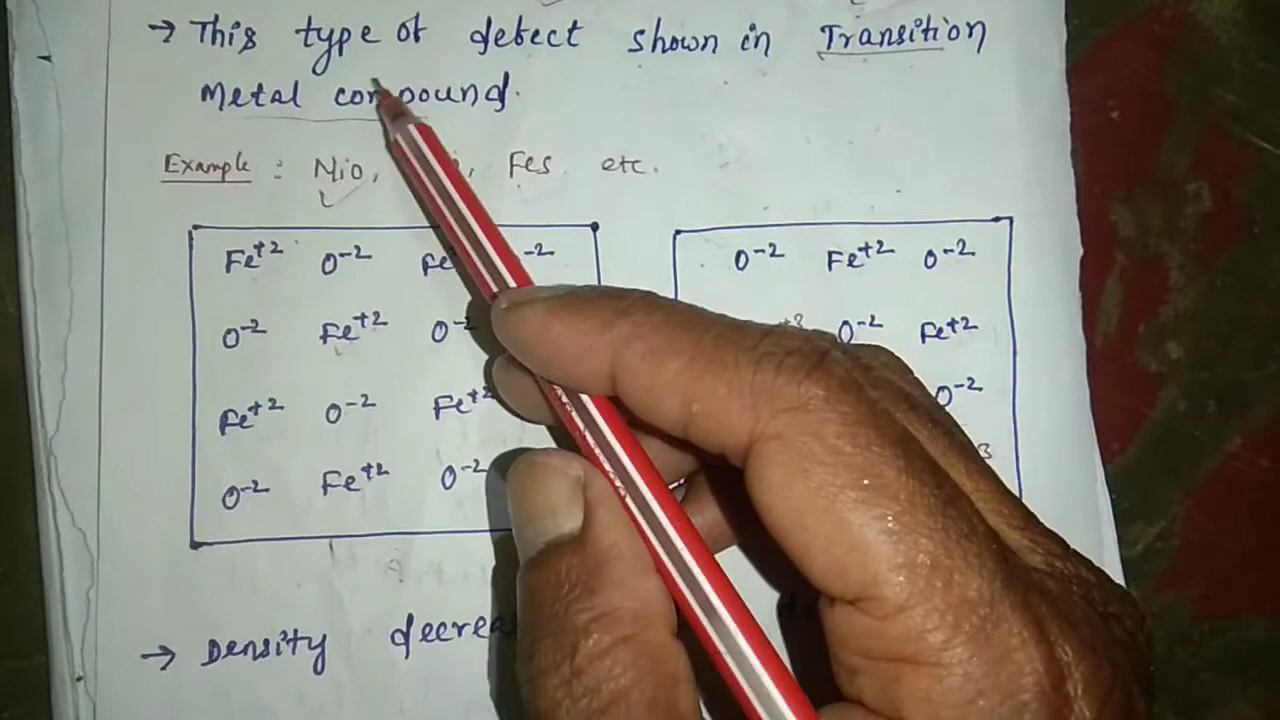 → This type of defect shown in Transition
Metal compound.
Example : Nio, , Fes etc.
Fe+2 O-2 -2
O-2 Fe+2 O-2
Fe+2 O-2 Fe+2
O-2 Fe+2 O-2
O-2 Fe+2 O-2
O-2 Fe+2
O-2
→ Density